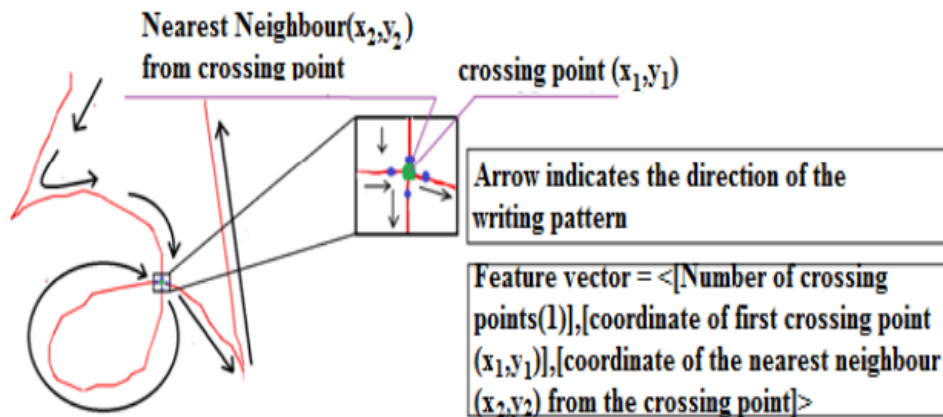 Nearest Neighbour(x₂,y₂)
from crossing point
crossing point (x₁,y₁)
Arrow indicates the direction of the
writing pattern
Feature vector = <[Number of crossing
points(1)],[coordinate of first crossing point
(x₁,y₁)],[coordinate of the nearest neighbour
(x₂,y₂) from the crossing point]>